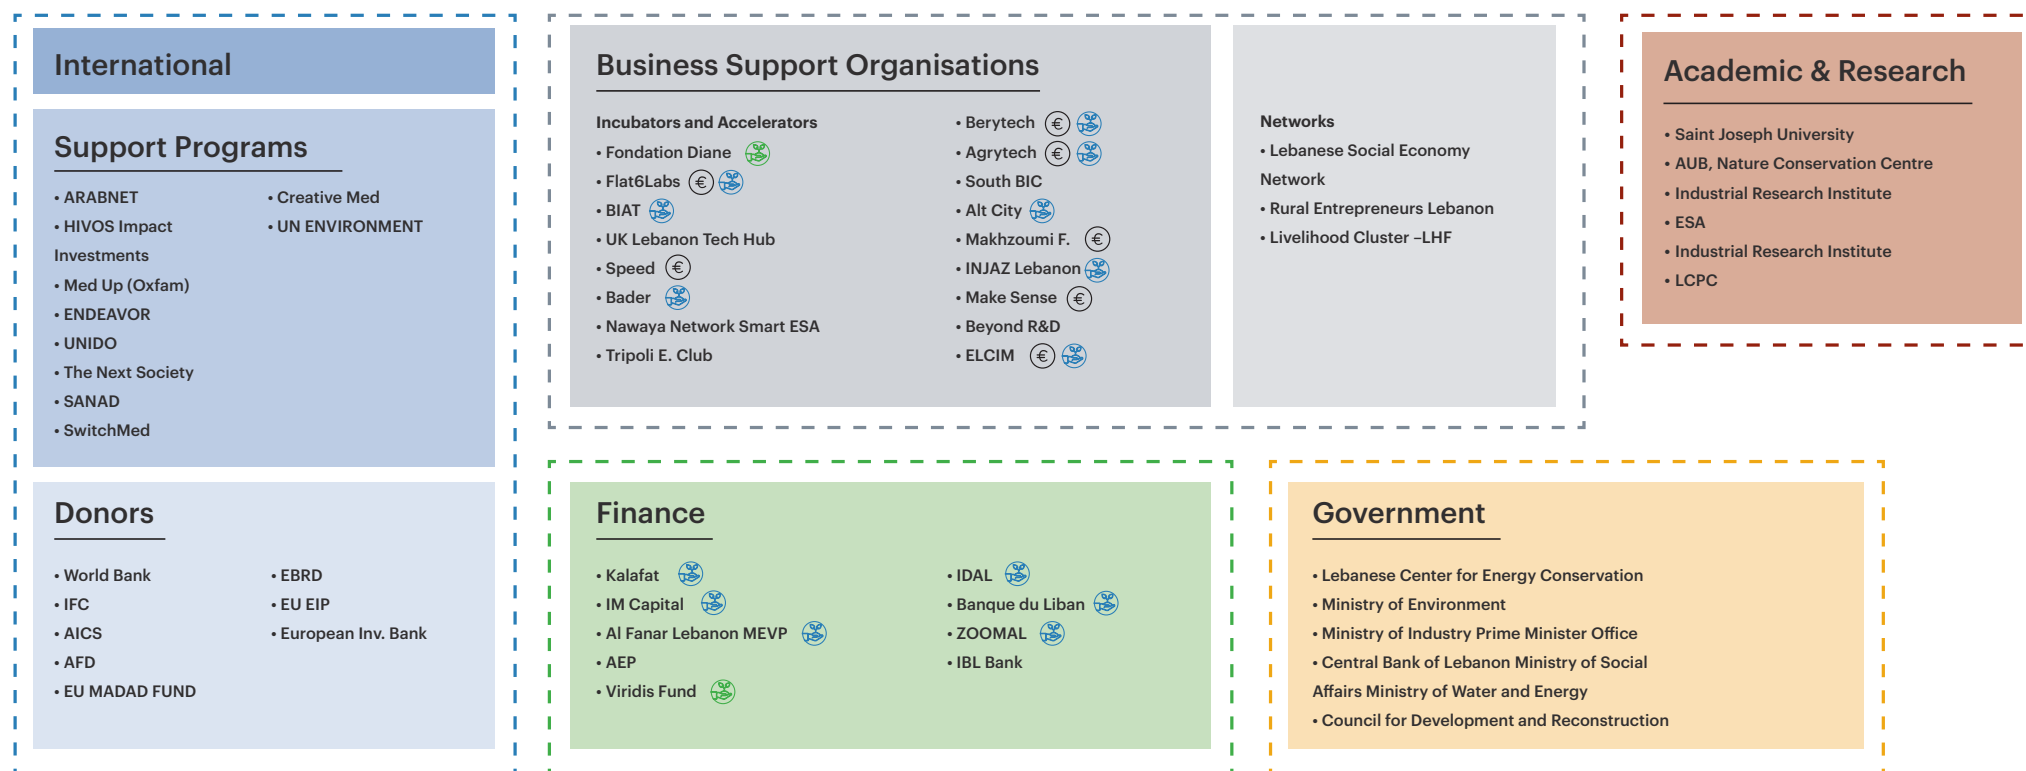 International
Support Programs
• ARABNET
• HIVOS Impact
Investments
• Med Up (Oxfam)
• ENDEAVOR
• UNIDO
• The Next Society
• SANAD
• SwitchMed
• Creative Med
• UN ENVIRONMENT
Donors
• World Bank
• IFC
• AICS
• AFD
• EU MADAD FUND
• EBRD
• EU EIP
• European Inv. Bank
Business Support Organisations
Incubators and Accelerators
• Fondation Diane
• Flat6Labs €
• BIAT
• UK Lebanon Tech Hub
• Speed €
• Bader
• Nawaya Network Smart ESA
• Tripoli E. Club
• Berytech €
• Agrytech €
• South BIC
• Alt City
• Makhzoumi F. €
• INJAZ Lebanon
• Make Sense €
• Beyond R&D
• ELCIM €
Networks
• Lebanese Social Economy
Network
• Rural Entrepreneurs Lebanon
• Livelihood Cluster –LHF
Academic & Research
• Saint Joseph University
• AUB, Nature Conservation Centre
• Industrial Research Institute
• ESA
• Industrial Research Institute
• LCPC
Finance
• Kalafat
• IM Capital
• Al Fanar Lebanon MEVP
• AEP
• Viridis Fund
• IDAL
• Banque du Liban
• ZOOMAL
• IBL Bank
Government
• Lebanese Center for Energy Conservation
• Ministry of Environment
• Ministry of Industry Prime Minister Office
• Central Bank of Lebanon Ministry of Social
Affairs Ministry of Water and Energy
• Council for Development and Reconstruction